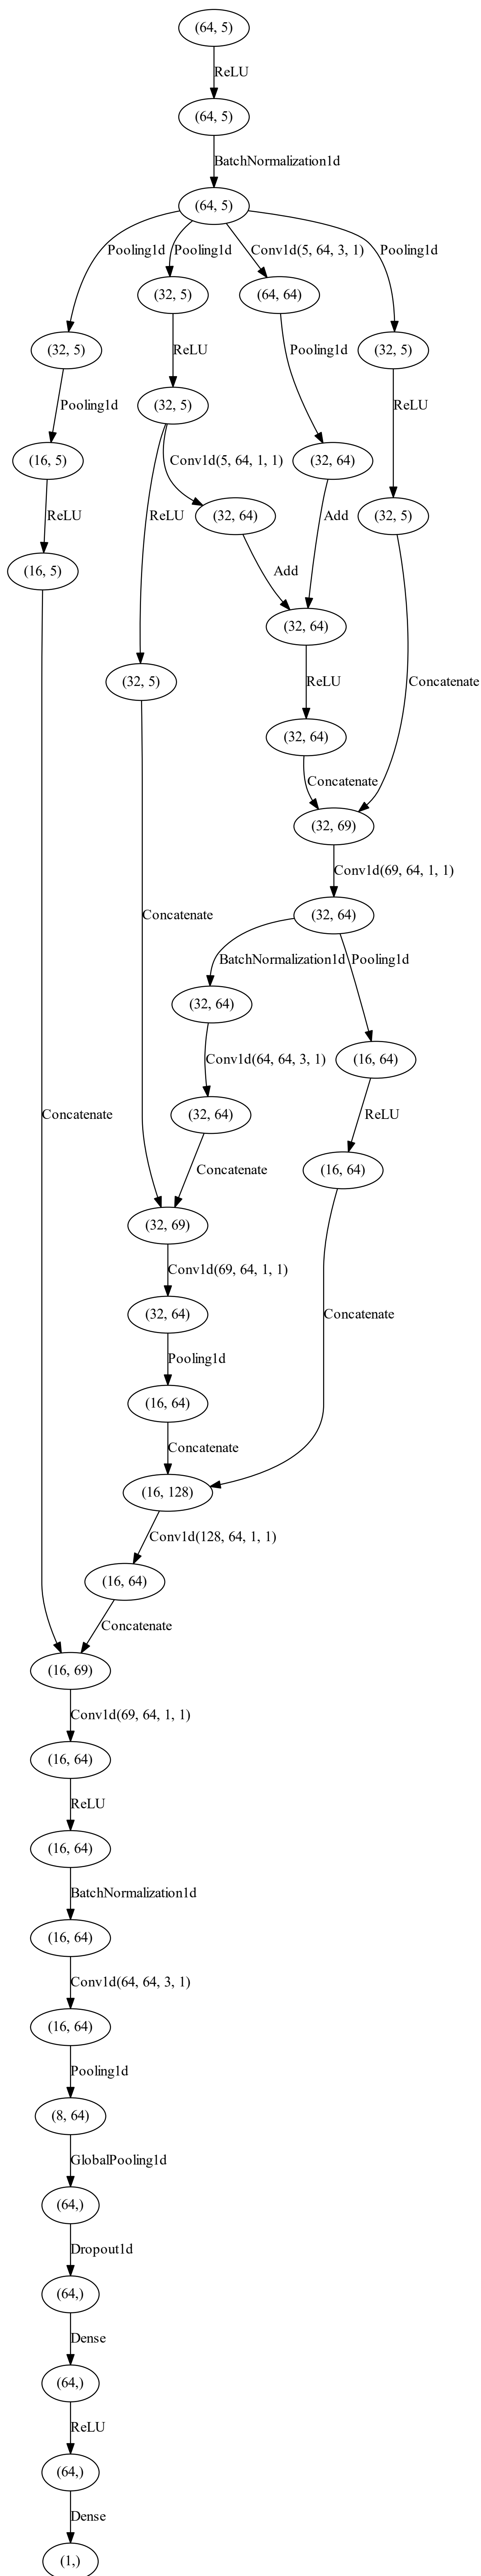 (64, 5)
ReLU
(64, 5)
BatchNormalization1d
(64, 5)
Pooling1d Pooling1d Conv1d(5, 64, 3, 1) Pooling1d
(32, 5) (64, 64)
(32, 5) ReLU Pooling1d (32, 5)
Pooling1d (32, 5) ReLU
(16, 5) Conv1d(5, 64, 1, 1) (32, 64)
ReLU ReLU (32, 64) Add (32, 5)
(16, 5) Add
(32, 64)
(32, 5) ReLU Concatenate
(32, 64)
Concatenate
(32, 69)
Conv1d(69, 64, 1, 1)
Concatenate (32, 64)
BatchNormalization1d Pooling1d
(32, 64)
Conv1d(64, 64, 3, 1) (16, 64)
Concatenate (32, 64) ReLU
Concatenate (16, 64)
(32, 69)
Conv1d(69, 64, 1, 1)
(32, 64) Concatenate
Pooling1d
(16, 64)
Concatenate
(16, 128)
Conv1d(128, 64, 1, 1)
(16, 64)
Concatenate
(16, 69)
Conv1d(69, 64, 1, 1)
(16, 64)
ReLU
(16, 64)
BatchNormalization1d
(16, 64)
Conv1d(64, 64, 3, 1)
(16, 64)
Pooling1d
(8, 64)
GlobalPooling1d
(64,)
Dropout1d
(64,)
Dense
(64,)
ReLU
(64,)
Dense
(1,)